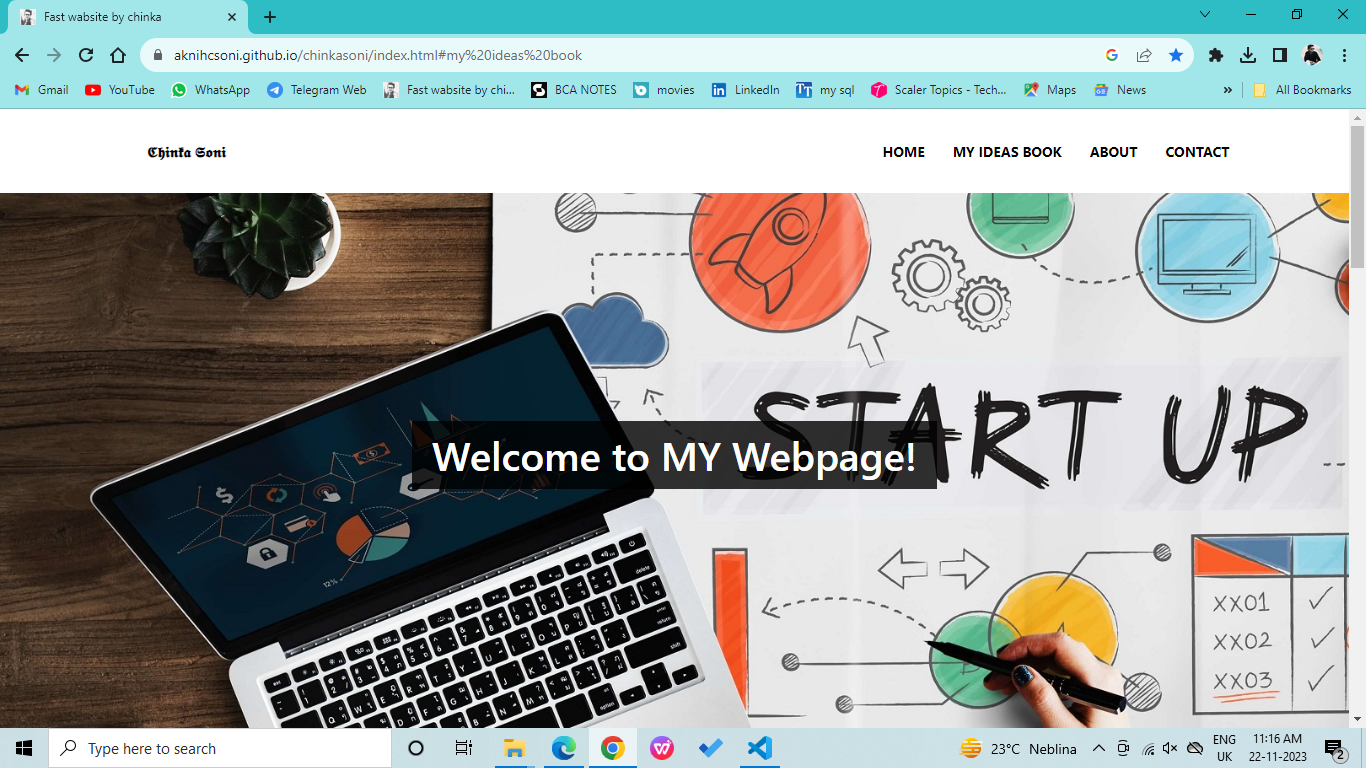 Fast wabsite by chinka
aknihcsoni.github.io/chinkasoni/index.html#my%20ideas%20book
Gmail YouTube WhatsApp Telegram Web Fast wabsite by chi... BCA NOTES movies LinkedIn my sql Scaler Topics - Tech... Maps News » All Bookmarks
Chinka Soni HOME MY IDEAS BOOK ABOUT CONTACT
START UP
Welcome to MY Webpage!
12%
XX01
XX02
XX03
Type here to search
23°C Neblina
ENG
UK
11:16 AM
22-11-2023
2